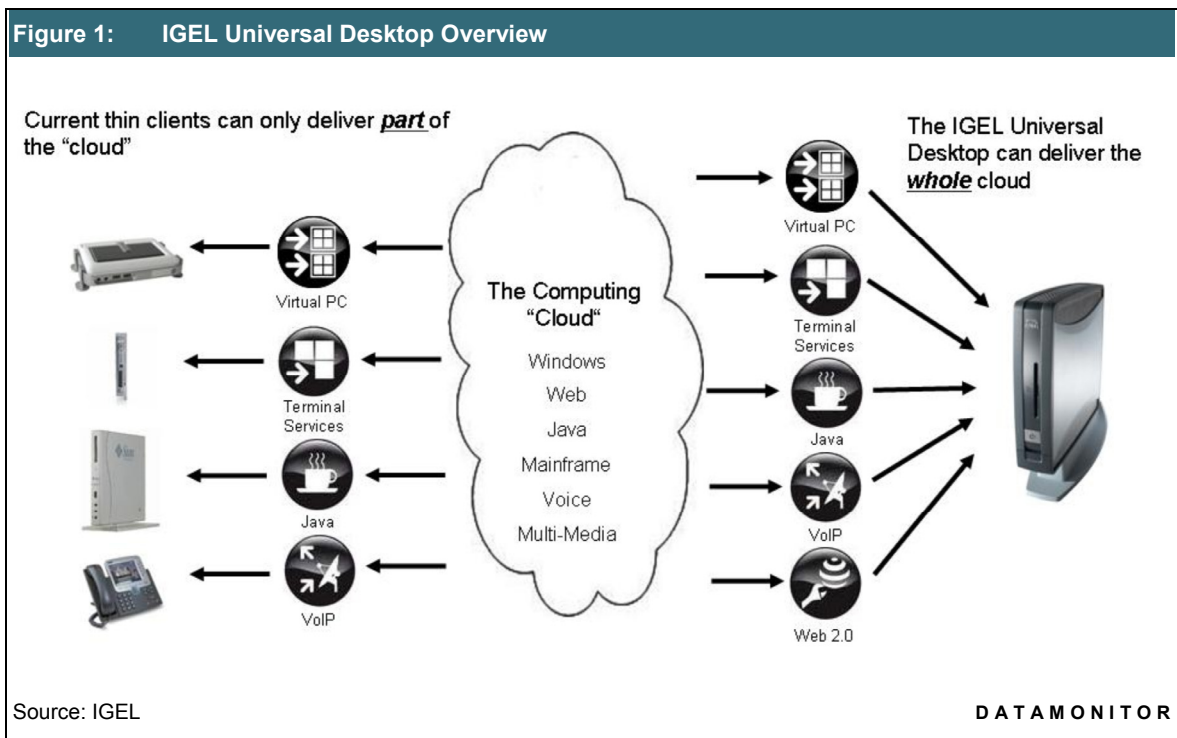 Figure 1: IGEL Universal Desktop Overview
Current thin clients can only deliver part of
the “cloud”
Virtual PC
Terminal
Services
Java
VoIP
The Computing
“Cloud“
Windows
Web
Java
Mainframe
Voice
Multi-Media
The IGEL Universal
Desktop can deliver the
whole cloud
Virtual PC
Terminal
Services
Java
VoIP
Web 2.0
Source: IGEL
DATAMONITOR